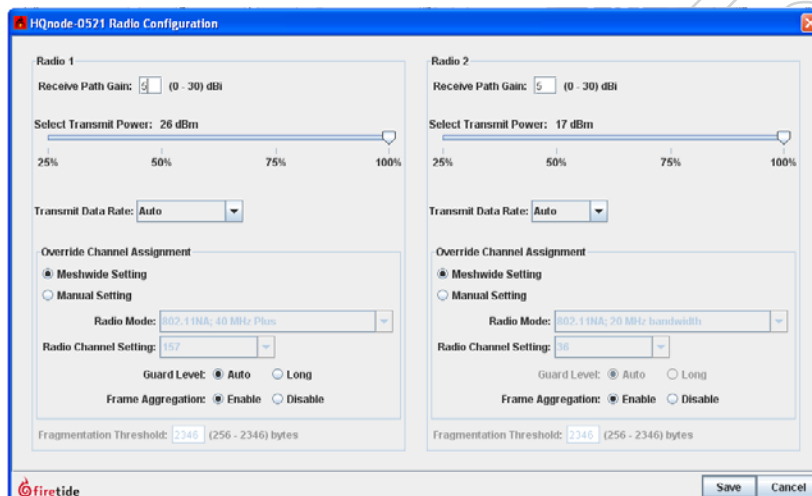 HQnode-0521 Radio Configuration
Radio 1
Receive Path Gain: 5 (0 - 30) dBi
Select Transmit Power: 26 dBm
25% 50% 75% 100%
Transmit Data Rate: Auto
Override Channel Assignment
Meshwide Setting
Manual Setting
Radio Mode: 802.11NA; 40 MHz Plus
Radio Channel Setting: 157
Guard Level: Auto Long
Frame Aggregation: Enable Disable
Fragmentation Threshold: 2346 (256 - 2346) bytes
Radio 2
Receive Path Gain: 5 (0 - 30) dBi
Select Transmit Power: 17 dBm
25% 50% 75% 100%
Transmit Data Rate: Auto
Override Channel Assignment
Meshwide Setting
Manual Setting
Radio Mode: 802.11NA; 20 MHz bandwidth
Radio Channel Setting: 36
Guard Level: Auto Long
Frame Aggregation: Enable Disable
Fragmentation Threshold: 2346 (256 - 2346) bytes
firetide
Save Cancel